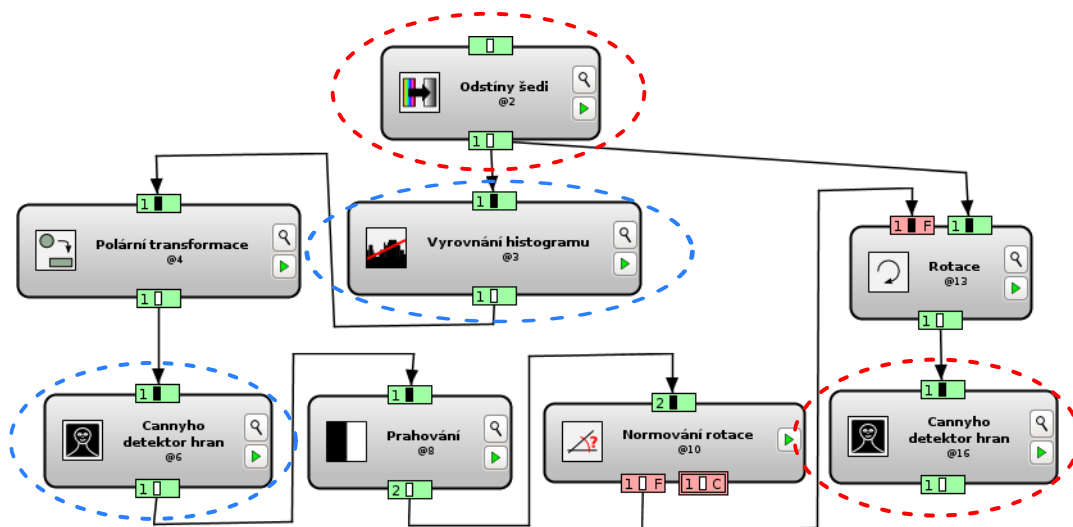 Odstíny šedi
@2
1
1
1
1 F
1
Polární transformace
@4
Vyrovnání histogramu
@3
Rotace
@13
1
1
1
1
1
2
1
Cannyho
detektor hran
@6
Prahování
@8
Normování rotace
@10
?
Cannyho
detektor hran
@16
1
2
1 F
1 C
1